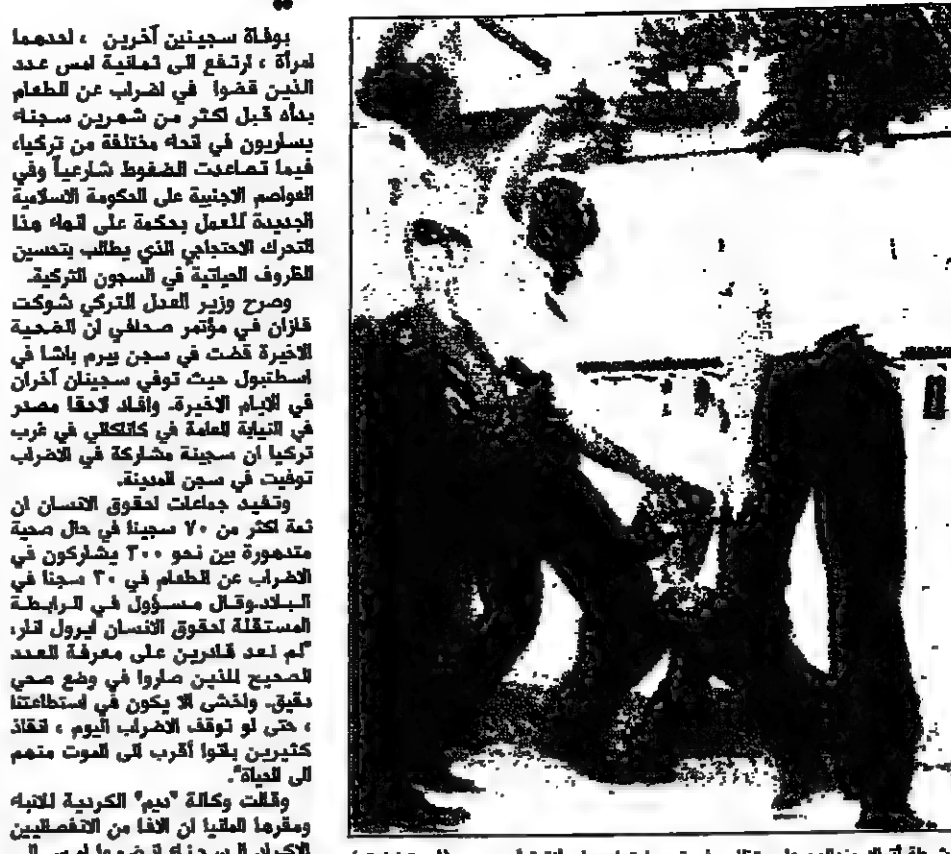 بوفاة سجينين آخرين ، احدهما
امرأة ، ارتفع الى ثمانية امس عدد
الذين قضوا في اضراب عن الطعام
بدأه قبل اكثر من شهرين سجناء
يساريون في انحاء مختلفة من تركيا،
فيما تصاعدت الضغوط شارعياً وفي
العواصم الاجنبية على الحكومة الاسلامية
الجديدة للعمل بحكمة على انهاء هذا
التحرك الاحتجاجي الذي يطالب بتحسين
الظروف الحياتية في السجون التركية.
وصرح وزير العدل التركي شوكت
قازان في مؤتمر صحافي ان الضحية
الاخيرة قضت في سجن بيرم باشا في
اسطنبول حيث توفي سجينان آخران
في الايام الاخيرة. وافاد لاحقا مصدر
في النيابة العامة في كاناكالي في غرب
تركيا ان سجينة مشاركة في الاضراب
توفيت في سجن المدينة.
وتفيد جماعات لحقوق الانسان ان
ثمة اكثر من ٧٠ سجينا في حال صحية
متدهورة بين نحو ٣٠٠ يشاركون في
الاضراب عن الطعام في ٣٠ سجنا في
البلاد.وقال مسؤول في الرابطة
المستقلة لحقوق الانسان ايرول انار،
"لم نعد قادرين على معرفة العدد
الصحيح للذين صاروا في وضع صحي
دقيق. واخشى الا يكون في استطاعتنا
، حتى لو توقف الاضراب اليوم ، انقاذ
كثيرين باتوا أقرب الى الموت منهم
الى الحياة".
وقالت وكالة "ديم" الكردية للانباء
ومقرها المانيا ان الافا من الانفصاليين
الاكراد السجناء انضموا امس الى